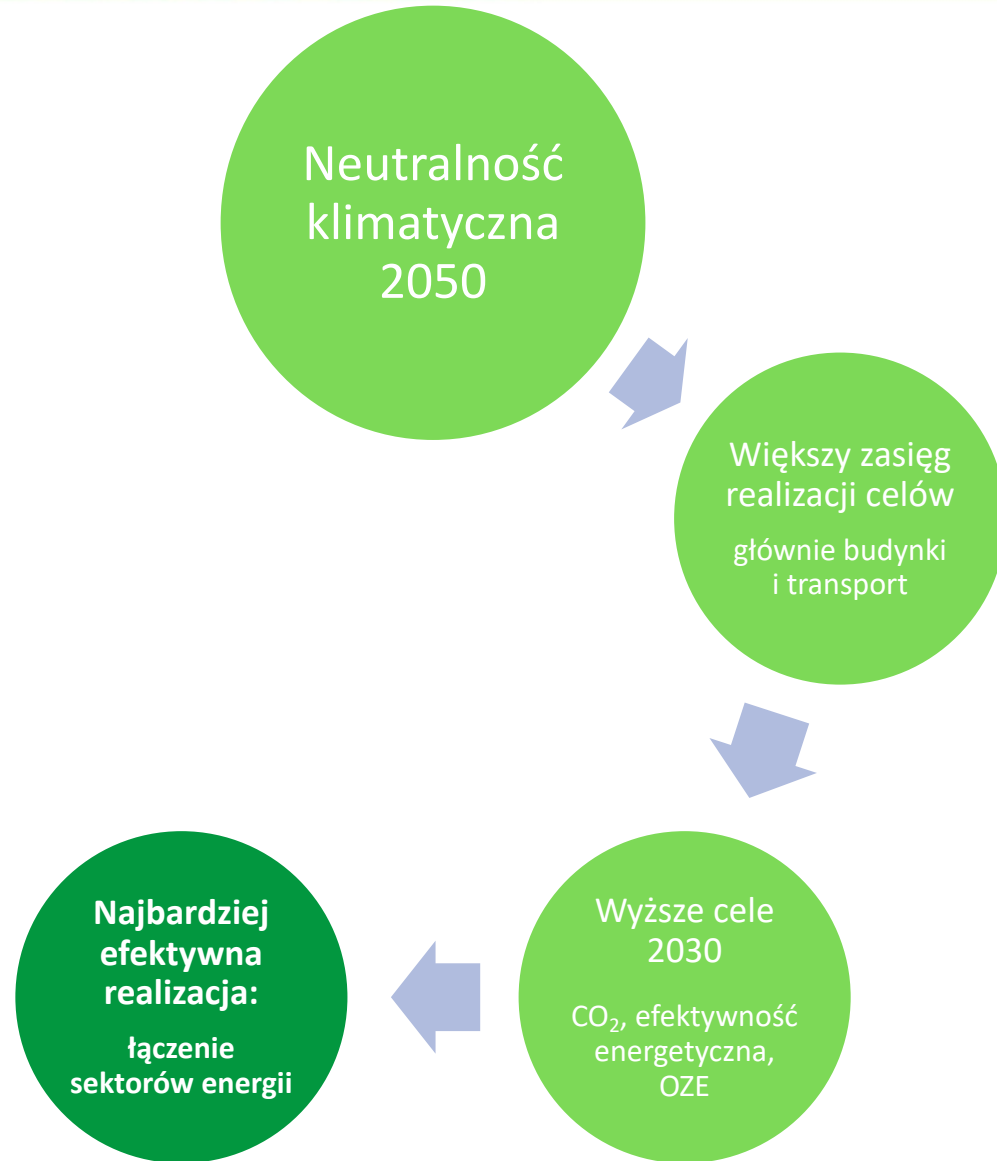 Neutralność
klimatyczna
2050
Większy zasięg
realizacji celów
głównie budynki
i transport
Wyższe cele
2030
CO₂, efektywność
energetyczna,
OZE
Najbardziej
efektywna
realizacja:
łączenie
sektorów energii